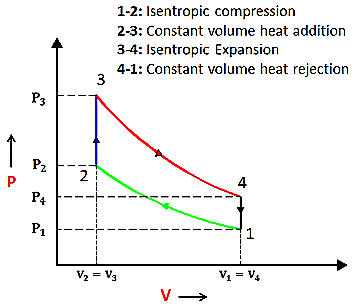 1-2: Isentropic compression
2-3: Constant volume heat addition
3-4: Isentropic Expansion
4-1: Constant volume heat rejection
3
P₃
P₂
2
4
P₄
P
P₁
1
V₂ = V₃
V₁ = V₄
V